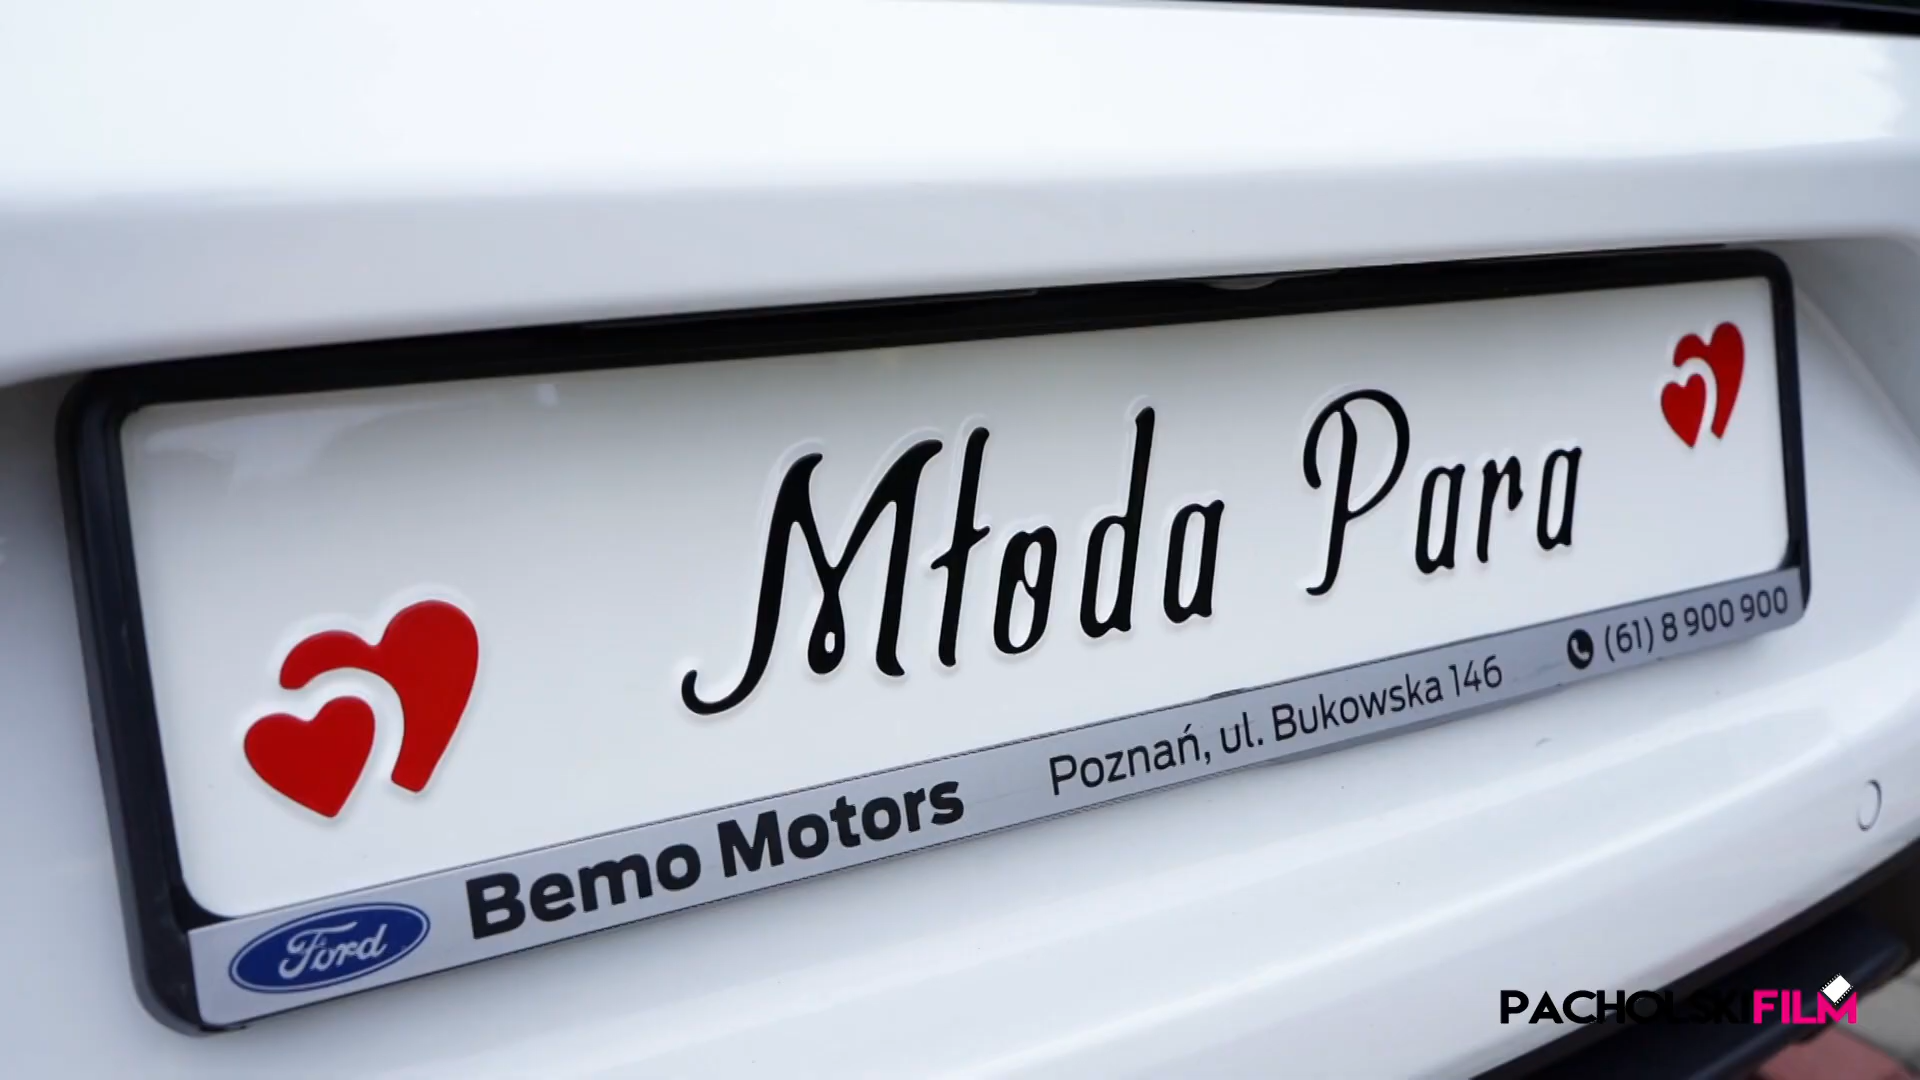 Młoda Para
Ford Bemo Motors Poznań, ul. Bukowska 146 (61) 8 900 900
PACHOLSKIFILM